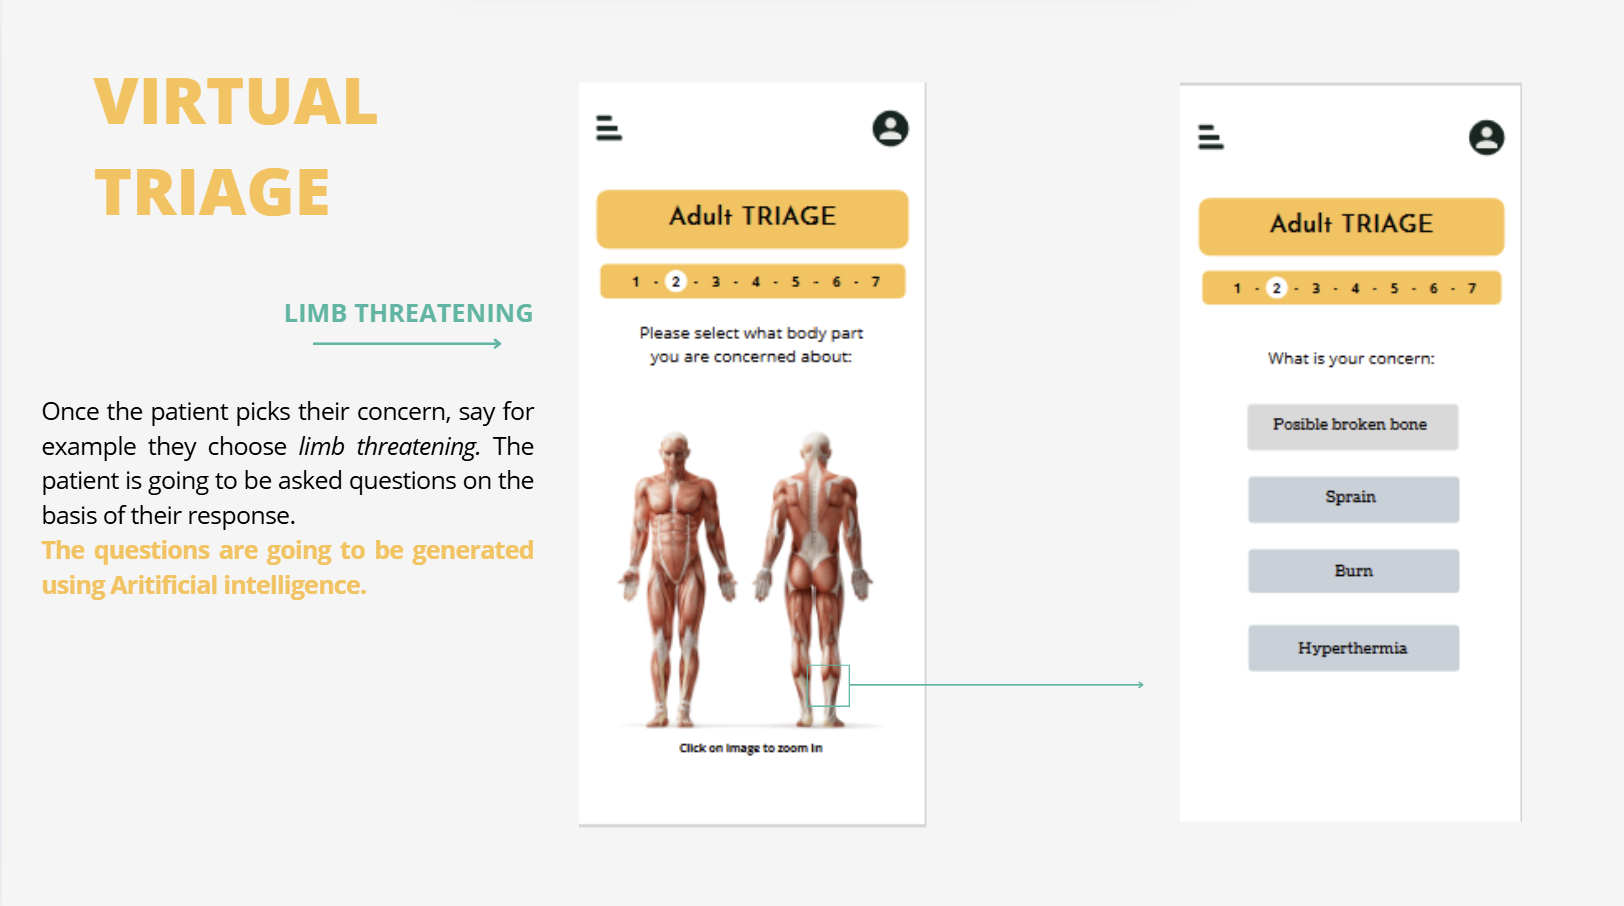 VIRTUAL
TRIAGE
LIMB THREATENING
Once the patient picks their concern, say for
example they choose limb threatening. The
patient is going to be asked questions on the
basis of their response.
The questions are going to be generated
using Aritificial intelligence.
Adult TRIAGE
1 - 2 - 3 - 4 - 5 - 6 - 7
Please select what body part
you are concerned about:
Click on image to zoom in
Adult TRIAGE
1 - 2 - 3 - 4 - 5 - 6 - 7
What is your concern:
Posible broken bone
Sprain
Burn
Hyperthermia